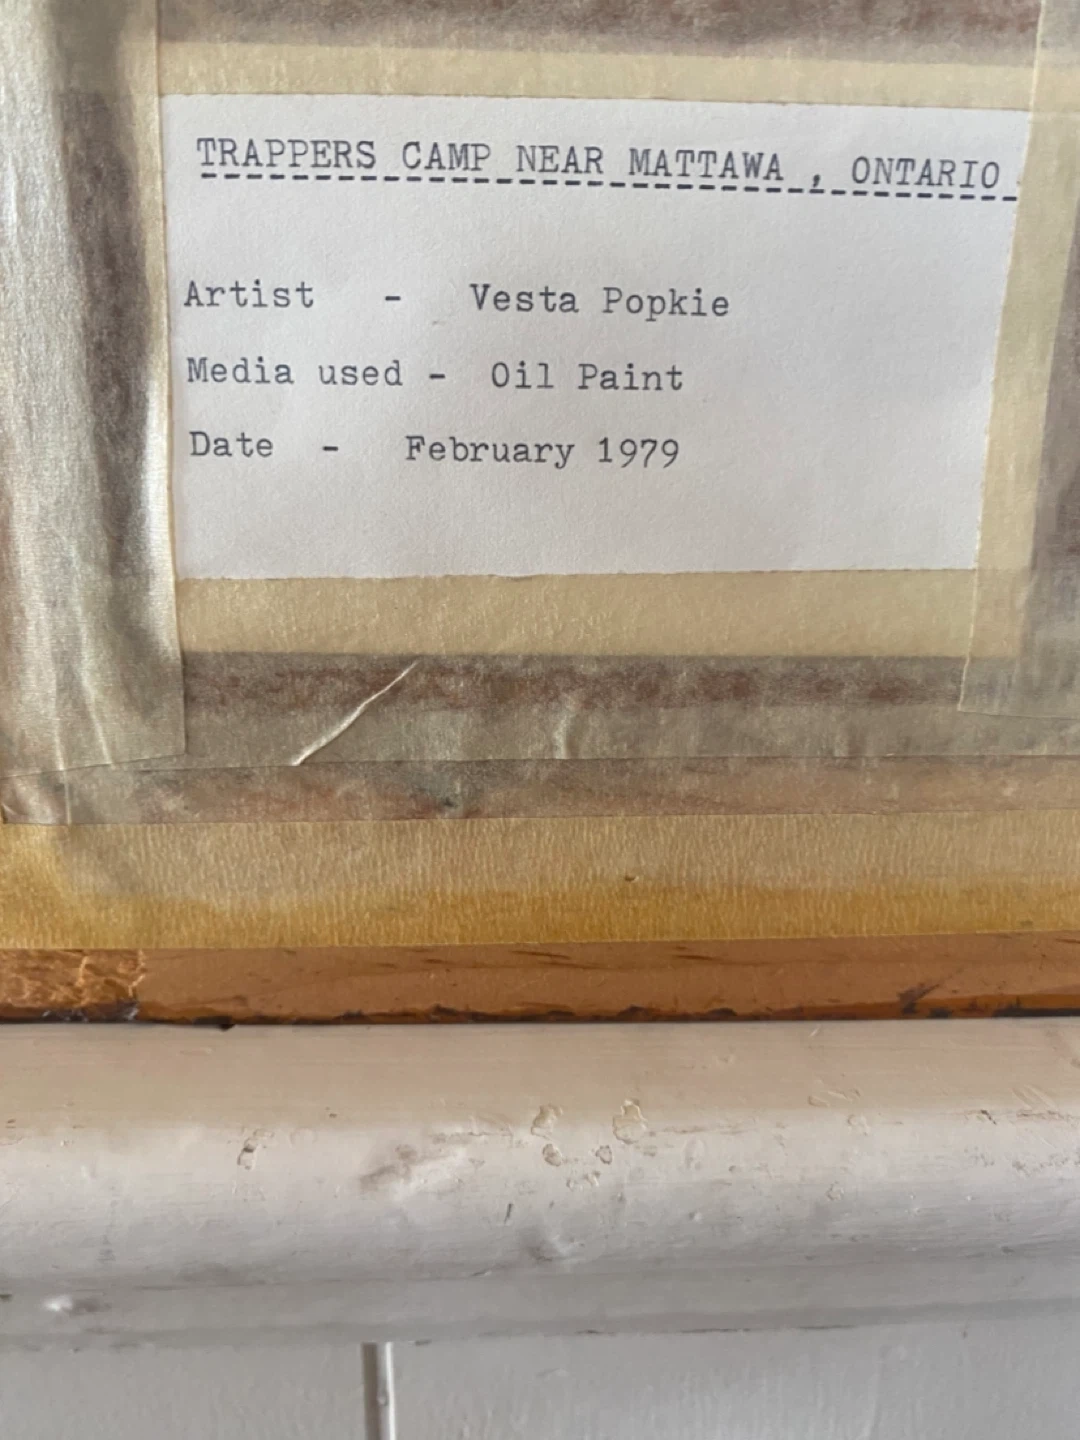 TRAPPERS CAMP NEAR MATTAWA , ONTARIO
Artist - Vesta Popkie
Media used - Oil Paint
Date - February 1979